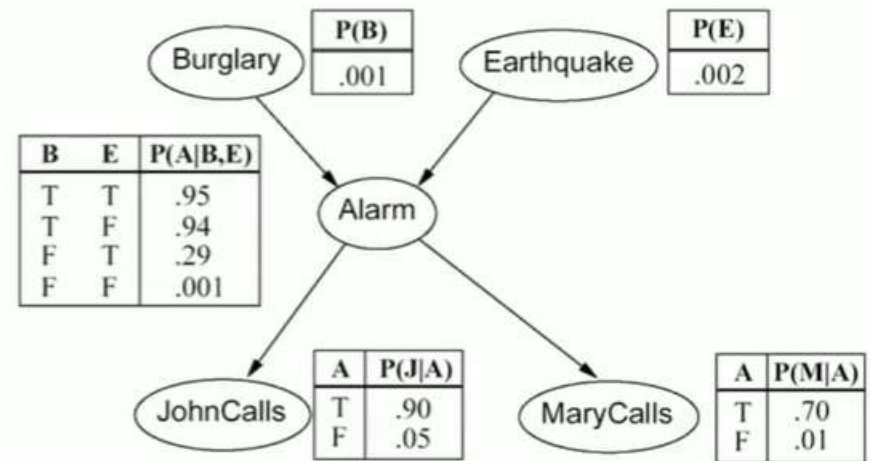 Burglary
P(B)
.001
Earthquake
P(E)
.002
B E P(A|B,E)
T T .95
T F .94
F T .29
F F .001
Alarm
JohnCalls
A P(J|A)
T .90
F .05
MaryCalls
A P(M|A)
T .70
F .01